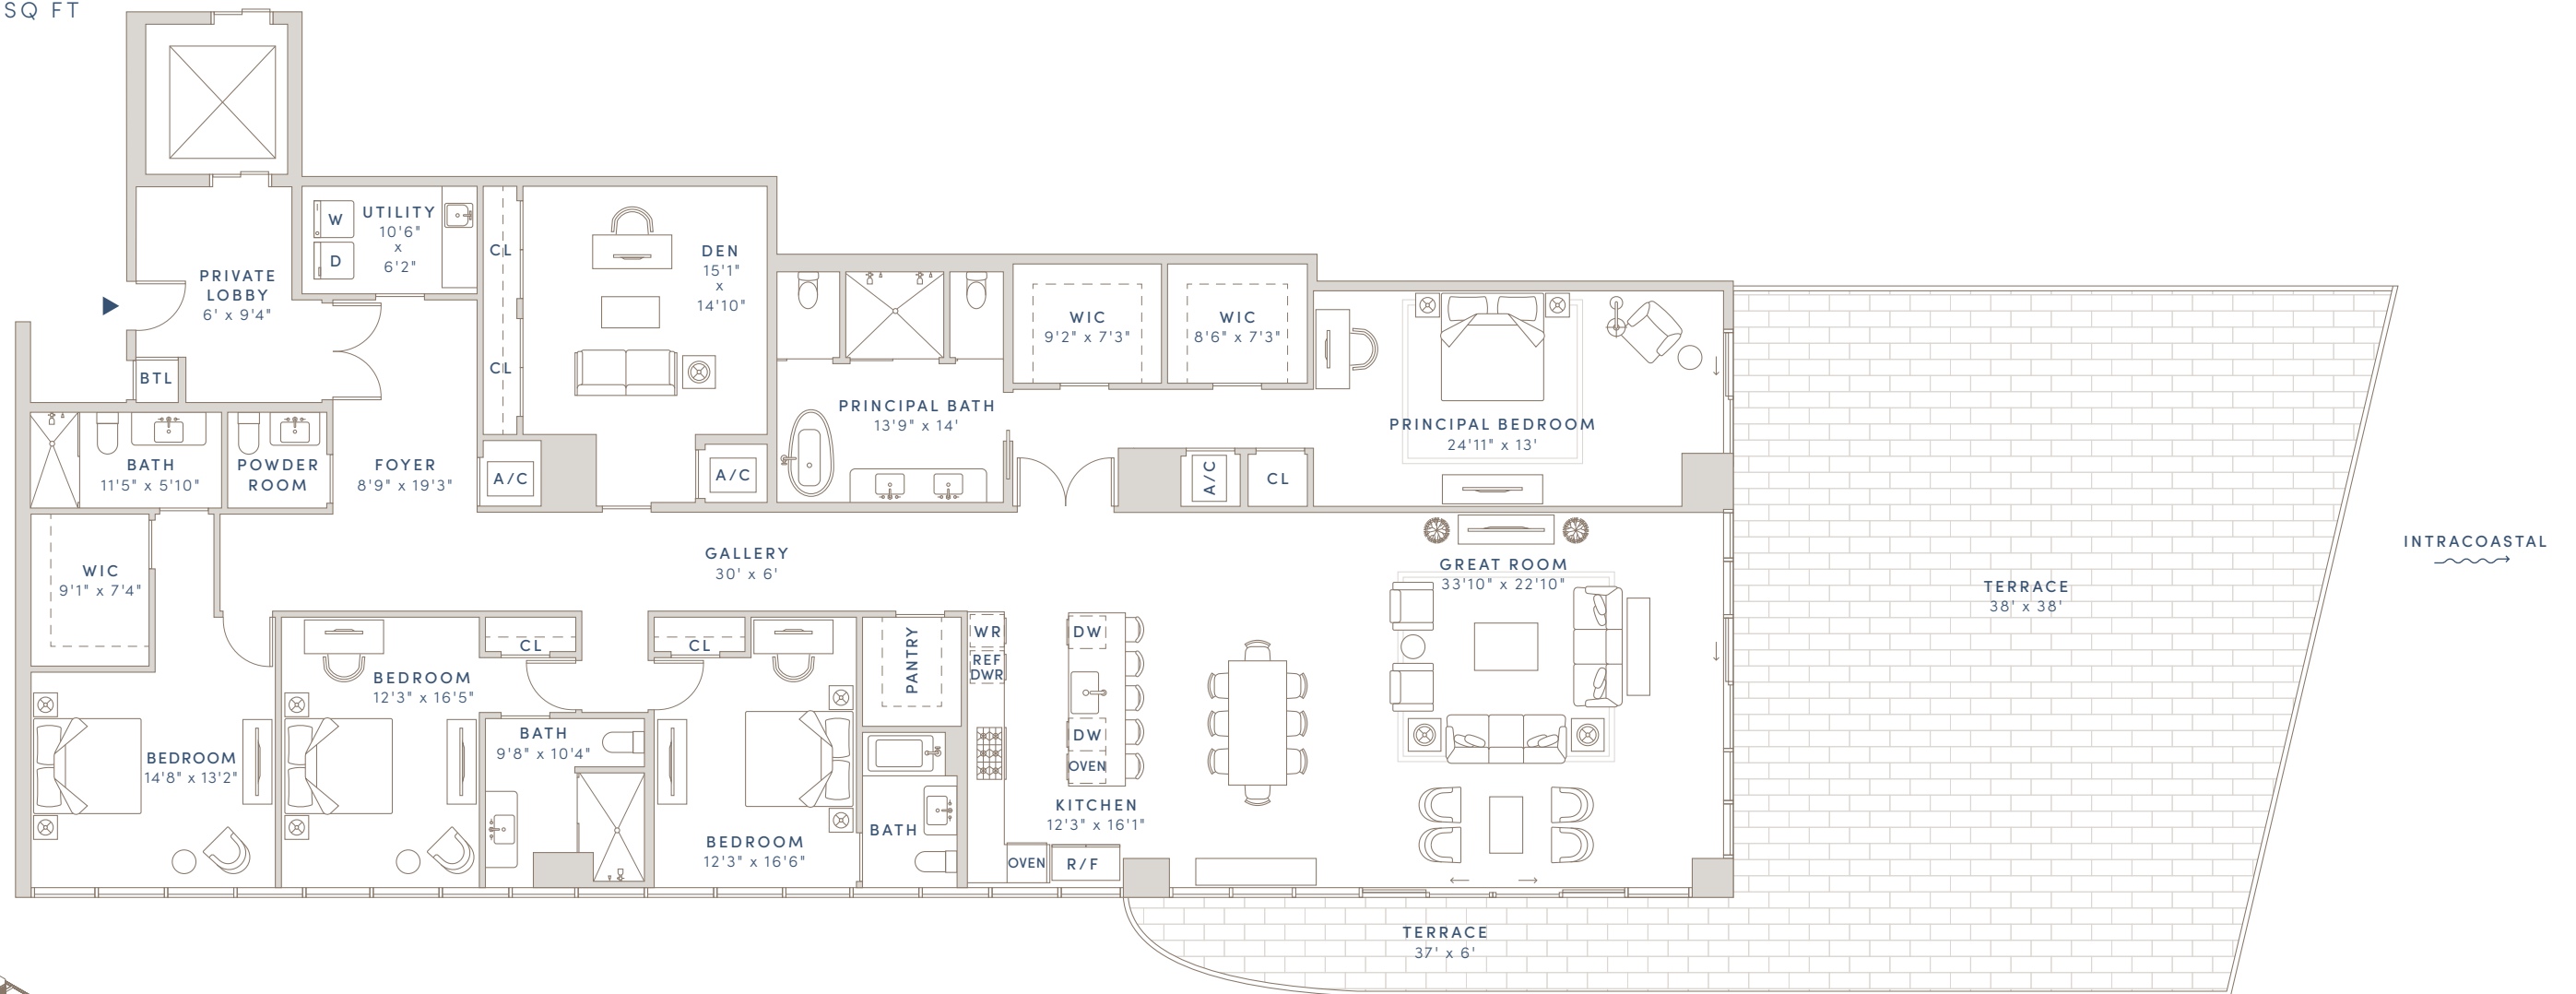 SQ FT
PRIVATE
LOBBY
6' x 9'4"
BTL
W
D
UTILITY
10'6"
x
6'2"
CL
CL
DEN
15'1"
x
14'10"
A/C
A/C
BATH
11'5" x 5'10"
POWDER
ROOM
FOYER
8'9" x 19'3"
PRINCIPAL BATH
13'9" x 14'
WIC
9'2" x 7'3"
WIC
8'6" x 7'3"
PRINCIPAL BEDROOM
24'11" x 13'
A/C
CL
WIC
9'1" x 7'4"
GALLERY
30' x 6'
GREAT ROOM
33'10" x 22'10"
TERRACE
38' x 38'
INTRACOASTAL
BEDROOM
14'8" x 13'2"
BEDROOM
12'3" x 16'5"
CL
BATH
9'8" x 10'4"
CL
BEDROOM
12'3" x 16'6"
PANTRY
BATH
WR
REF
DWR
DW
DW
OVEN
KITCHEN
12'3" x 16'1"
OVEN
R/F
TERRACE
37' x 6'